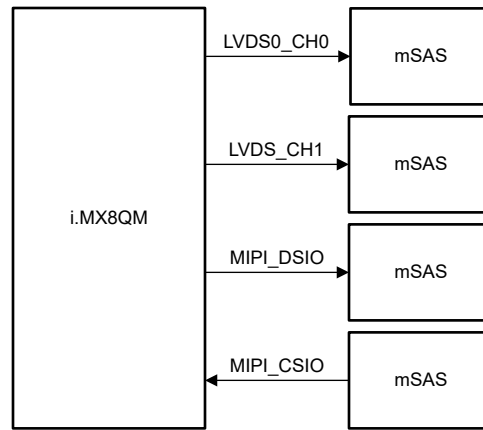 LVDS0_CH0
mSAS
LVDS_CH1
mSAS
i.MX8QM
MIPI_DSIO
mSAS
MIPI_CSIO
mSAS